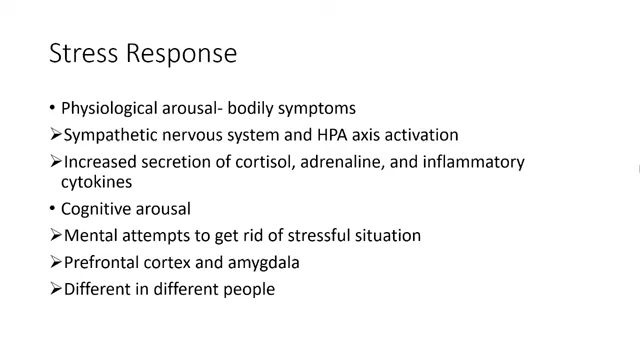 Stress Response
• Physiological arousal- bodily symptoms
➢Sympathetic nervous system and HPA axis activation
➢Increased secretion of cortisol, adrenaline, and inflammatory
cytokines
• Cognitive arousal
➢Mental attempts to get rid of stressful situation
➢Prefrontal cortex and amygdala
➢Different in different people